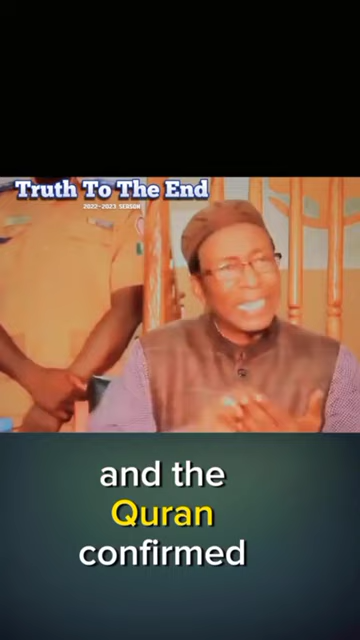 Truth To The End
2022-2023 SEASON
and the
Quran
confirmed